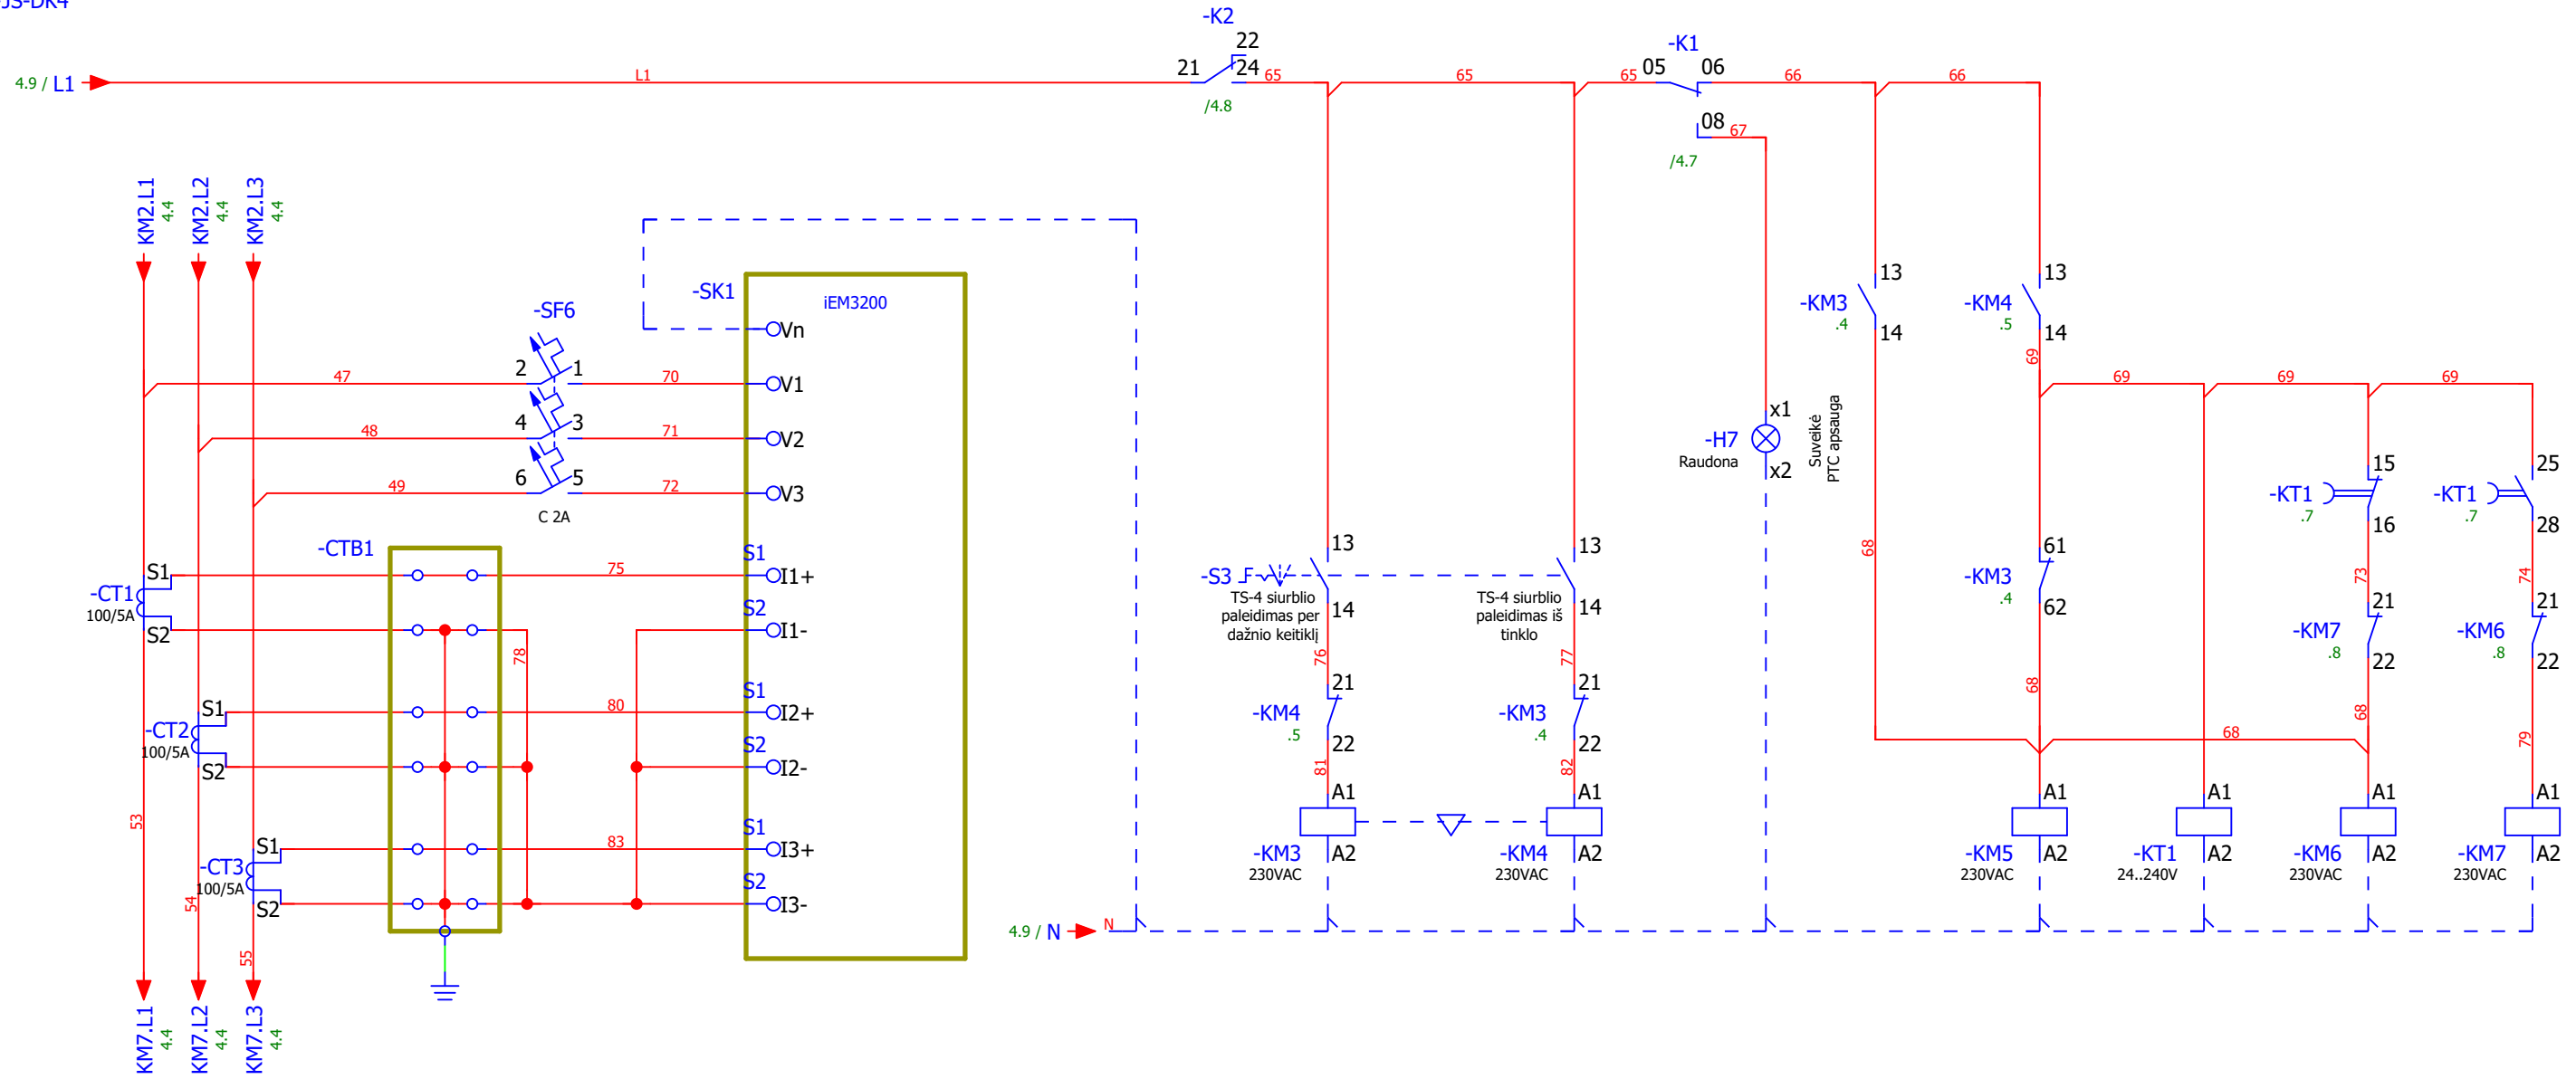 JS-DK4
-K2
22
21
24
65
/4.8
4.9 / L1
L1
65
65
-K1
05
06
66
66
08
67
/4.7
KM2.L1
4.4
KM2.L2
4.4
KM2.L3
4.4
-SK1
iEM3200
Vn
-SF6
47
2
1
70
V1
48
4
3
71
V2
49
6
5
72
V3
C 2A
-CTB1
-CT1
100/5A
S1
S2
75
S1
I1+
S2
I1-
78
-CT2
100/5A
S1
S2
80
S1
I2+
S2
I2-
-CT3
100/5A
S1
S2
83
S1
I3+
S2
I3-
53
54
55
KM7.L1
4.4
KM7.L2
4.4
KM7.L3
4.4
-S3
13
14
TS-4 siurblio
paleidimas per
dažnio keitiklį
76
13
14
TS-4 siurblio
paleidimas iš
tinklo
77
-KM4
.5
21
22
81
-KM3
.4
21
22
82
-KM3
230VAC
A1
A2
-KM4
230VAC
A1
A2
4.9 / N
N
-H7
Raudona
x1
x2
Suveikė
PTC apsauga
-KM3
.4
13
14
68
-KM4
.5
13
14
69
69
69
69
-KM3
.4
61
62
68
-KT1
.7
15
16
73
-KT1
.7
25
28
74
-KM7
.8
21
22
68
-KM6
.8
21
22
79
68
-KM5
230VAC
A1
A2
-KT1
24..240V
A1
A2
-KM6
230VAC
A1
A2
-KM7
230VAC
A1
A2